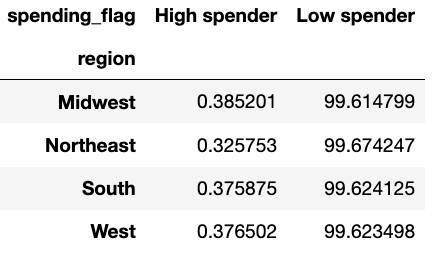 spending_flag High spender Low spender
region
Midwest 0.385201 99.614799
Northeast 0.325753 99.674247
South 0.375875 99.624125
West 0.376502 99.623498